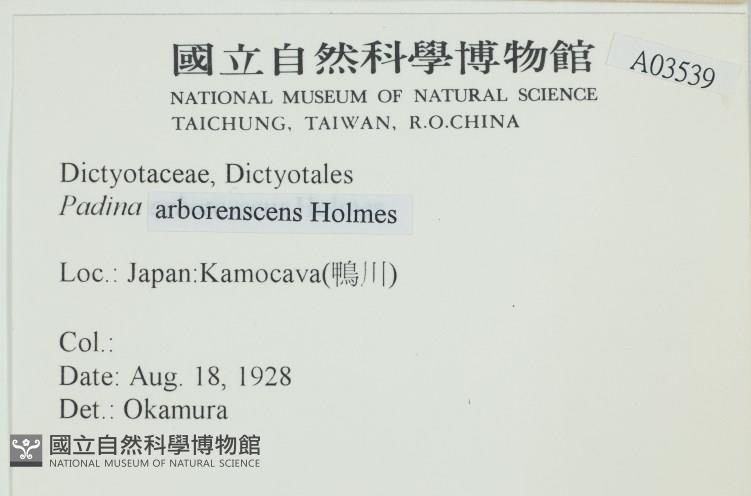 國立自然科學博物館
A03539
NATIONAL MUSEUM OF NATURAL SCIENCE
TAICHUNG, TAIWAN, R.O.CHINA
Dictyotaceae, Dictyotales
Padina arborenscens Holmes
Loc.: Japan:Kamocava(鴨川)
Col.:
Date: Aug. 18, 1928
Det.: Okamura
國立自然科學博物館
NATIONAL MUSEUM OF NATURAL SCIENCE